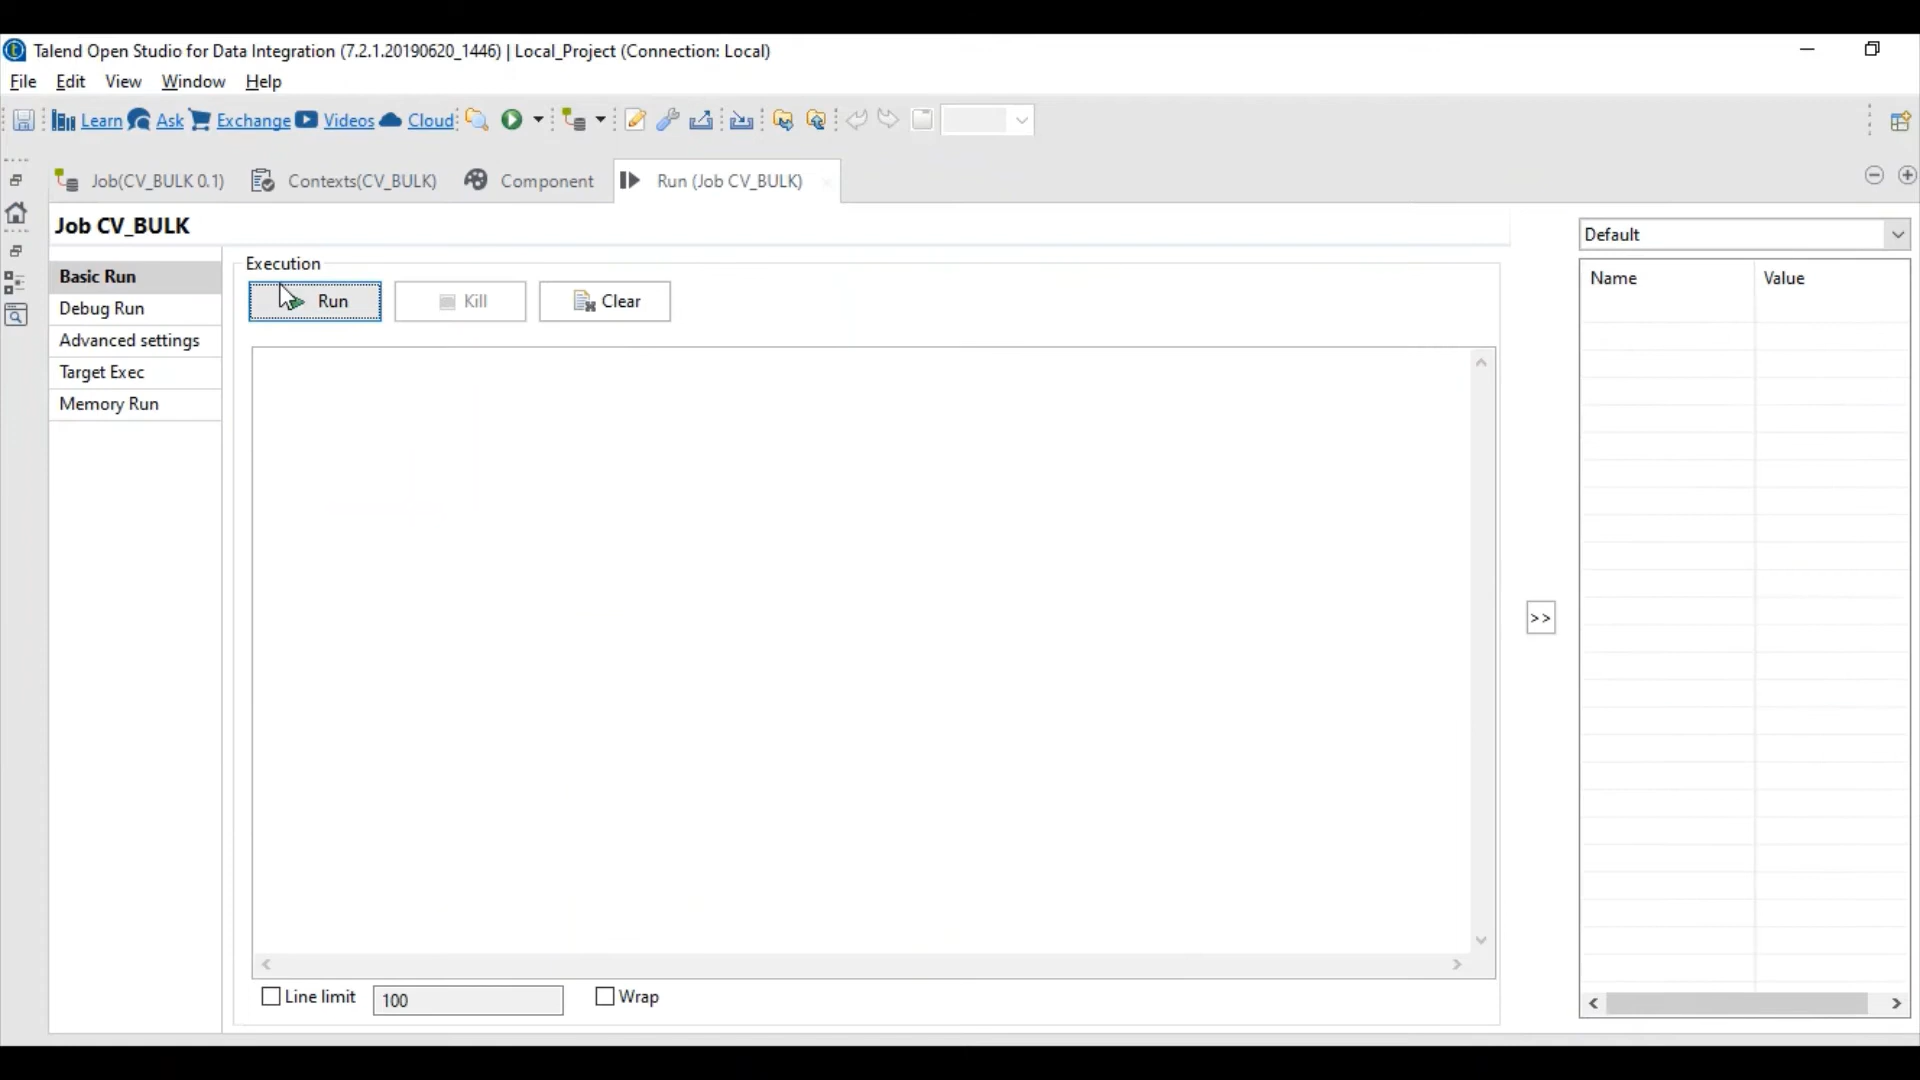 Talend Open Studio for Data Integration (7.2.1.20190620_1446) | Local_Project (Connection: Local)
File Edit View Window Help
Learn Ask Exchange Videos Cloud
Job(CV_BULK 0.1) Contexts(CV_BULK) Component Run (Job CV_BULK)
Job CV_BULK
Default
Execution
Basic Run
Name Value
Run Kill Clear
Debug Run
Advanced settings
Target Exec
Memory Run
>>
Line limit 100 Wrap